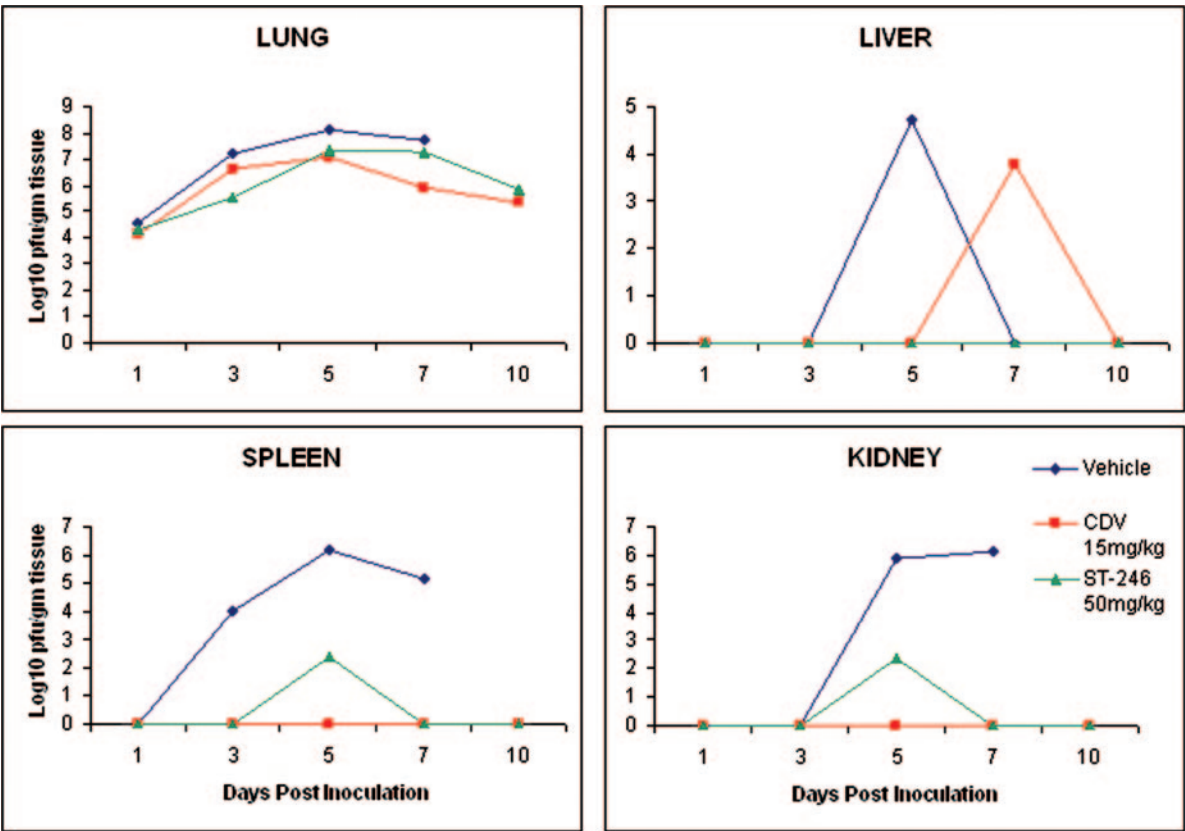 LUNG
Log10 pfu/gm tissue
9
8
7
6
5
4
3
2
1
0
1 3 5 7 10
LIVER
5
4
3
2
1
0
1 3 5 7 10
SPLEEN
Log10 pfu/gm tissue
7
6
5
4
3
2
1
0
1 3 5 7 10
Days Post Inoculation
KIDNEY
7
6
5
4
3
2
1
0
1 3 5 7 10
Days Post Inoculation
Vehicle
CDV
15mg/kg
ST-246
50mg/kg